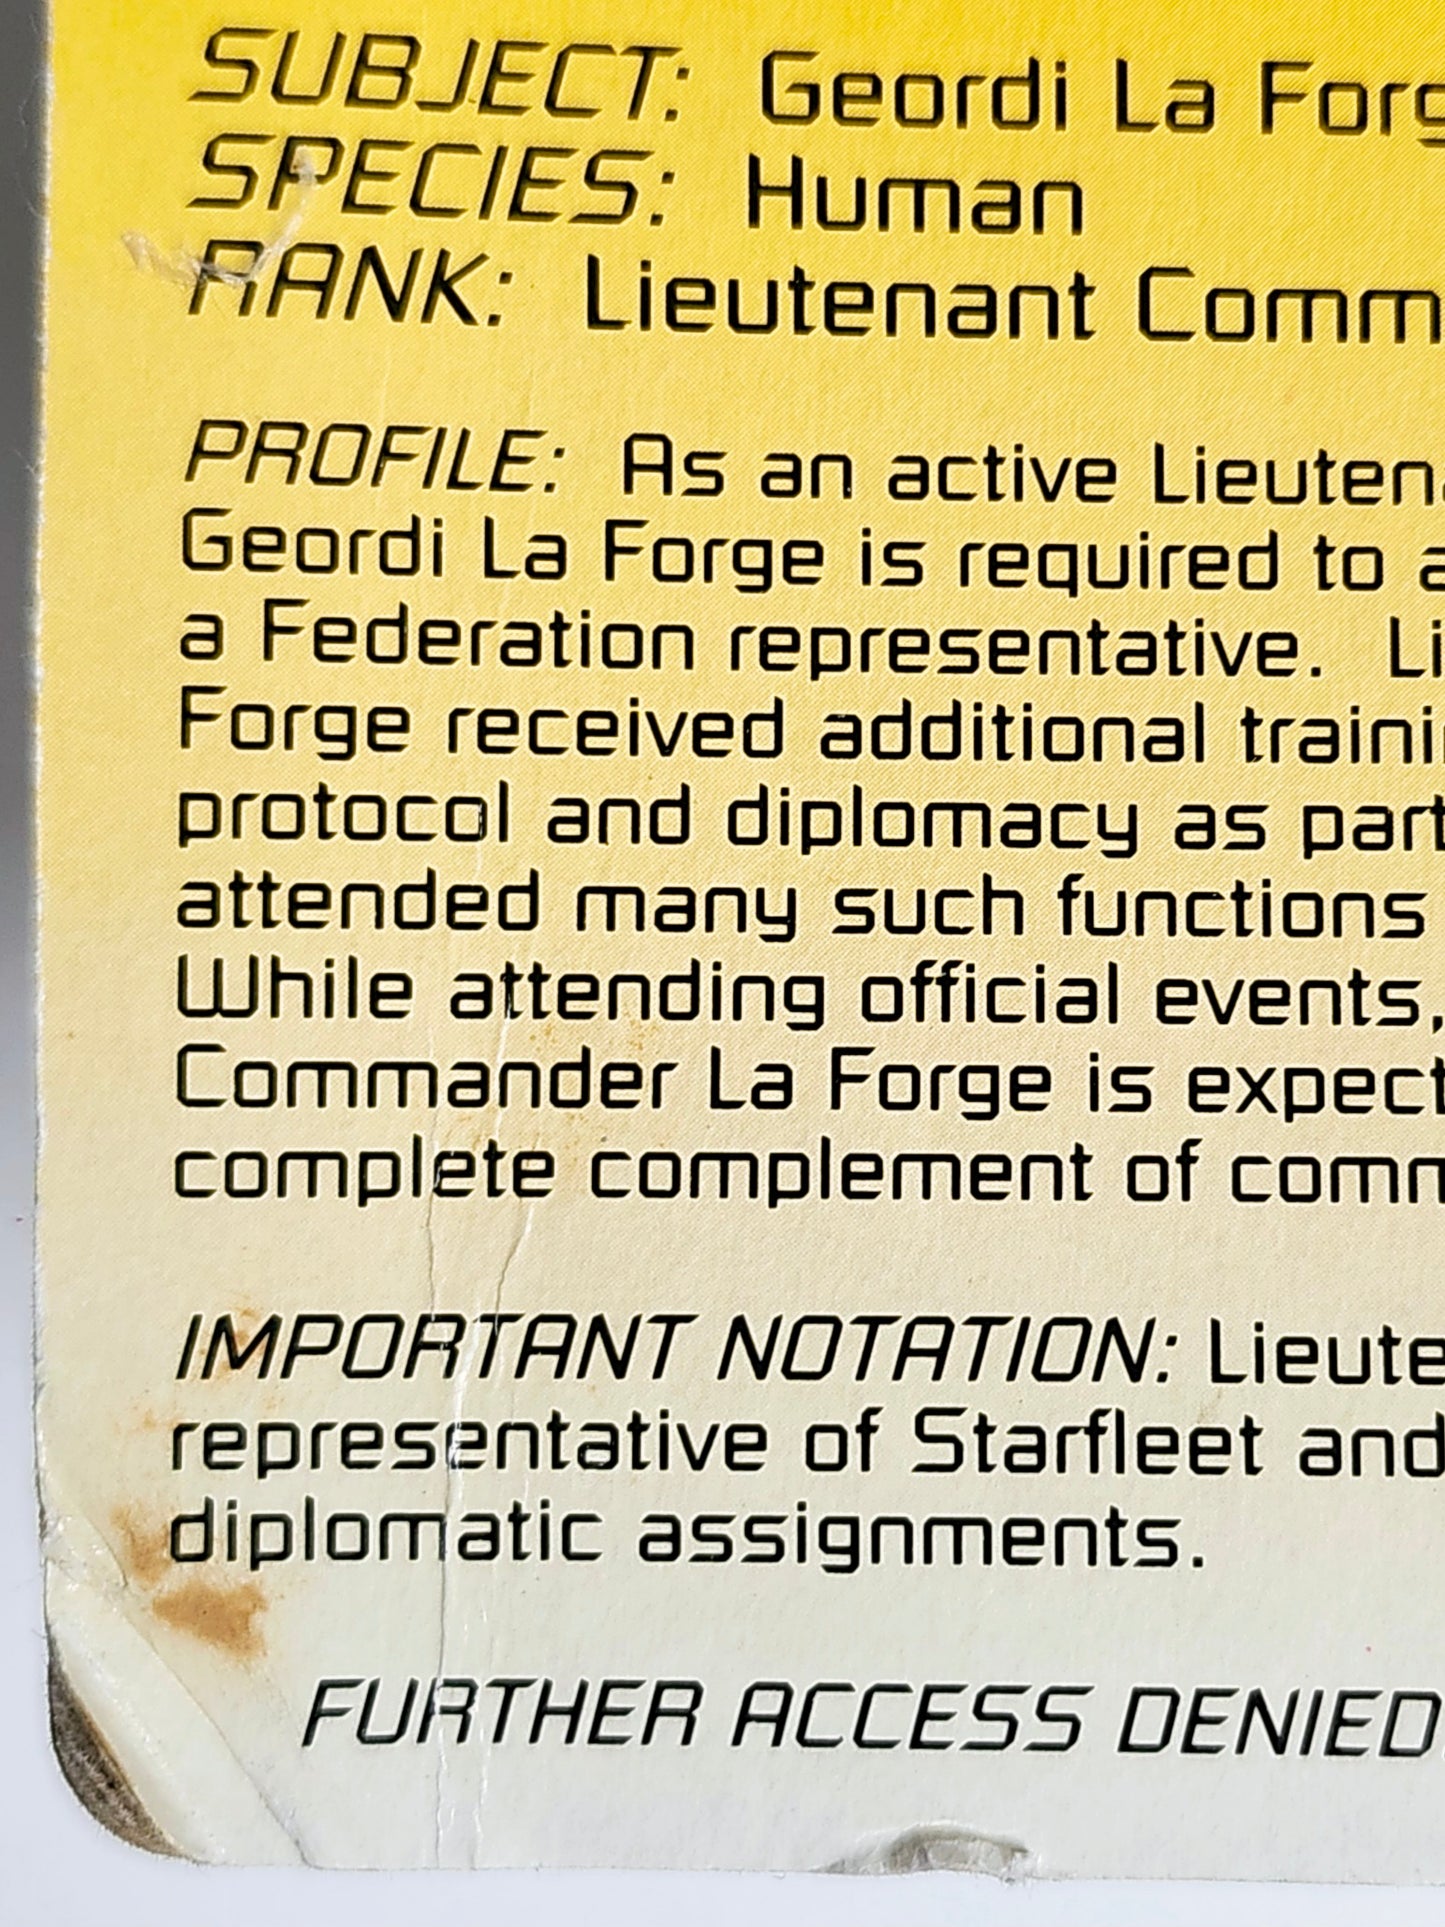 SUBJECT: Geordi La Forg
SPECIES: Human
RANK: Lieutenant Comm
PROFILE: As an active Lieutena
Geordi La Forge is required to a
a Federation representative. Li
Forge received additional traini
protocol and diplomacy as part
attended many such functions
While attending official events,
Commander La Forge is expect
complete complement of comm
IMPORTANT NOTATION: Lieute
representative of Starfleet and
diplomatic assignments.
FURTHER ACCESS DENIED